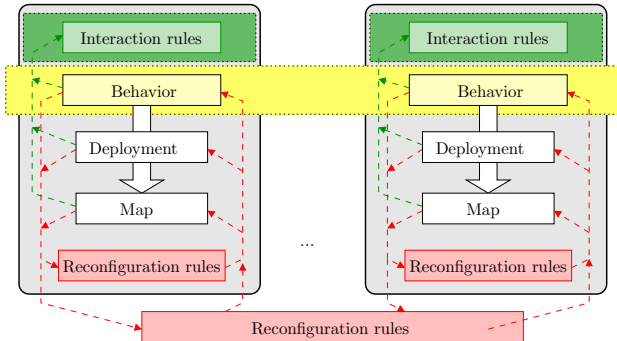 Interaction rules
Interaction rules
Behavior
Behavior
Deployment
Deployment
Map
Map
...
Reconfiguration rules
Reconfiguration rules
Reconfiguration rules